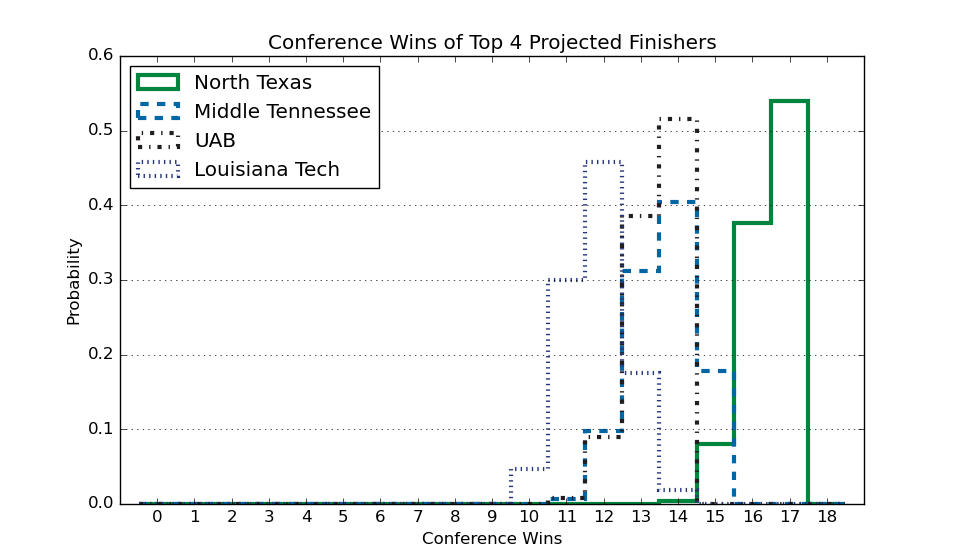 Conference Wins of Top 4 Projected Finishers
0.6
North Texas
Middle Tennessee
UAB
Louisiana Tech
0.5
0.4
0.3
0.2
0.1
0.0
Probability
0 1 2 3 4 5 6 7 8 9 10 11 12 13 14 15 16 17 18
Conference Wins